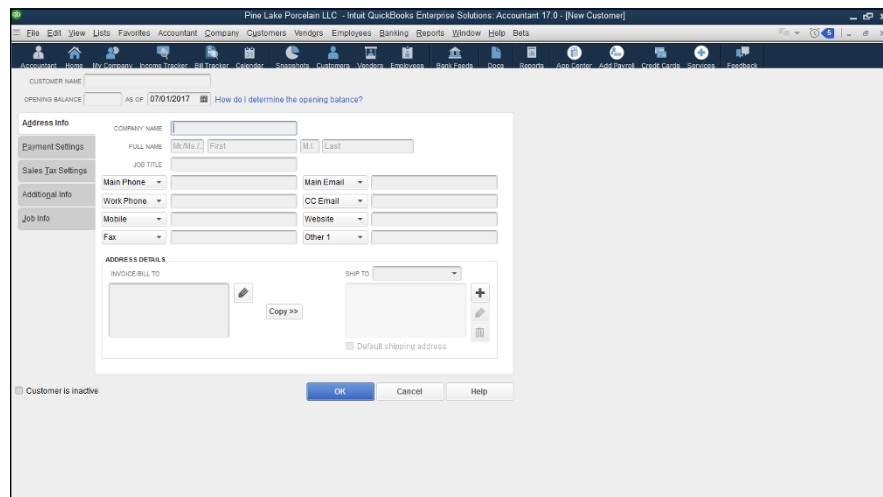 Pine Lake Porcelain LLC - Intuit QuickBooks Enterprise Solutions: Accountant 17.0 - [New Customer]
File Edit View Lists Favorites Accountant Company Customers Vendors Employees Banking Reports Window Help Beta
5
Accountant Home My Company Income Tracker Bill Tracker Calendar Snapshots Customers Vendors Employees Bank Feeds Docs Reports App Center Add Payroll Credit Cards Services Feedback
CUSTOMER NAME
OPENING BALANCE AS OF 07/01/2017 How do I determine the opening balance?
Address Info
Payment Settings
Sales Tax Settings
Additional Info
Job Info
COMPANY NAME
FULL NAME Mr./Ms./.. First M.I. Last
JOB TITLE
Main Phone Main Email
Work Phone CC Email
Mobile Website
Fax Other 1
ADDRESS DETAILS
INVOICE/BILL TO SHIP TO
Copy >>
Default shipping address
Customer is inactive OK Cancel Help